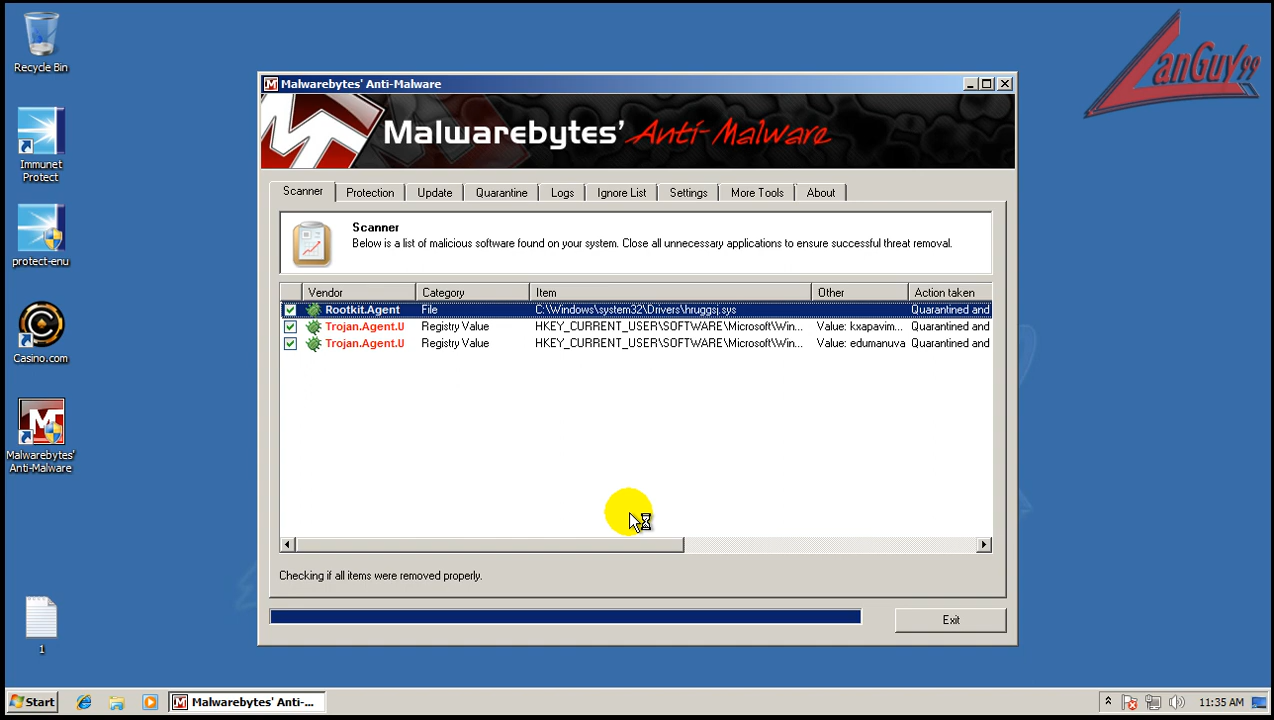 Recycle Bin
Immunet
Protect
protect-enu
Casino.com
Malwarebytes'
Anti-Malware
1
LanGuy99
Malwarebytes' Anti-Malware
Malwarebytes' Anti-Malware
Scanner Protection Update Quarantine Logs Ignore List Settings More Tools About
Scanner
Below is a list of malicious software found on your system. Close all unnecessary applications to ensure successful threat removal.
Vendor Category Item Other Action taken
Rootkit.Agent File C:\Windows\system32\Drivers\hruggsj.sys Quarantined and
Trojan.Agent.U Registry Value HKEY_CURRENT_USER\SOFTWARE\Microsoft\Win... Value: kxapavim... Quarantined and
Trojan.Agent.U Registry Value HKEY_CURRENT_USER\SOFTWARE\Microsoft\Win... Value: edumanuva Quarantined and
Checking if all items were removed properly.
Exit
Start Malwarebytes' Anti-... 11:35 AM